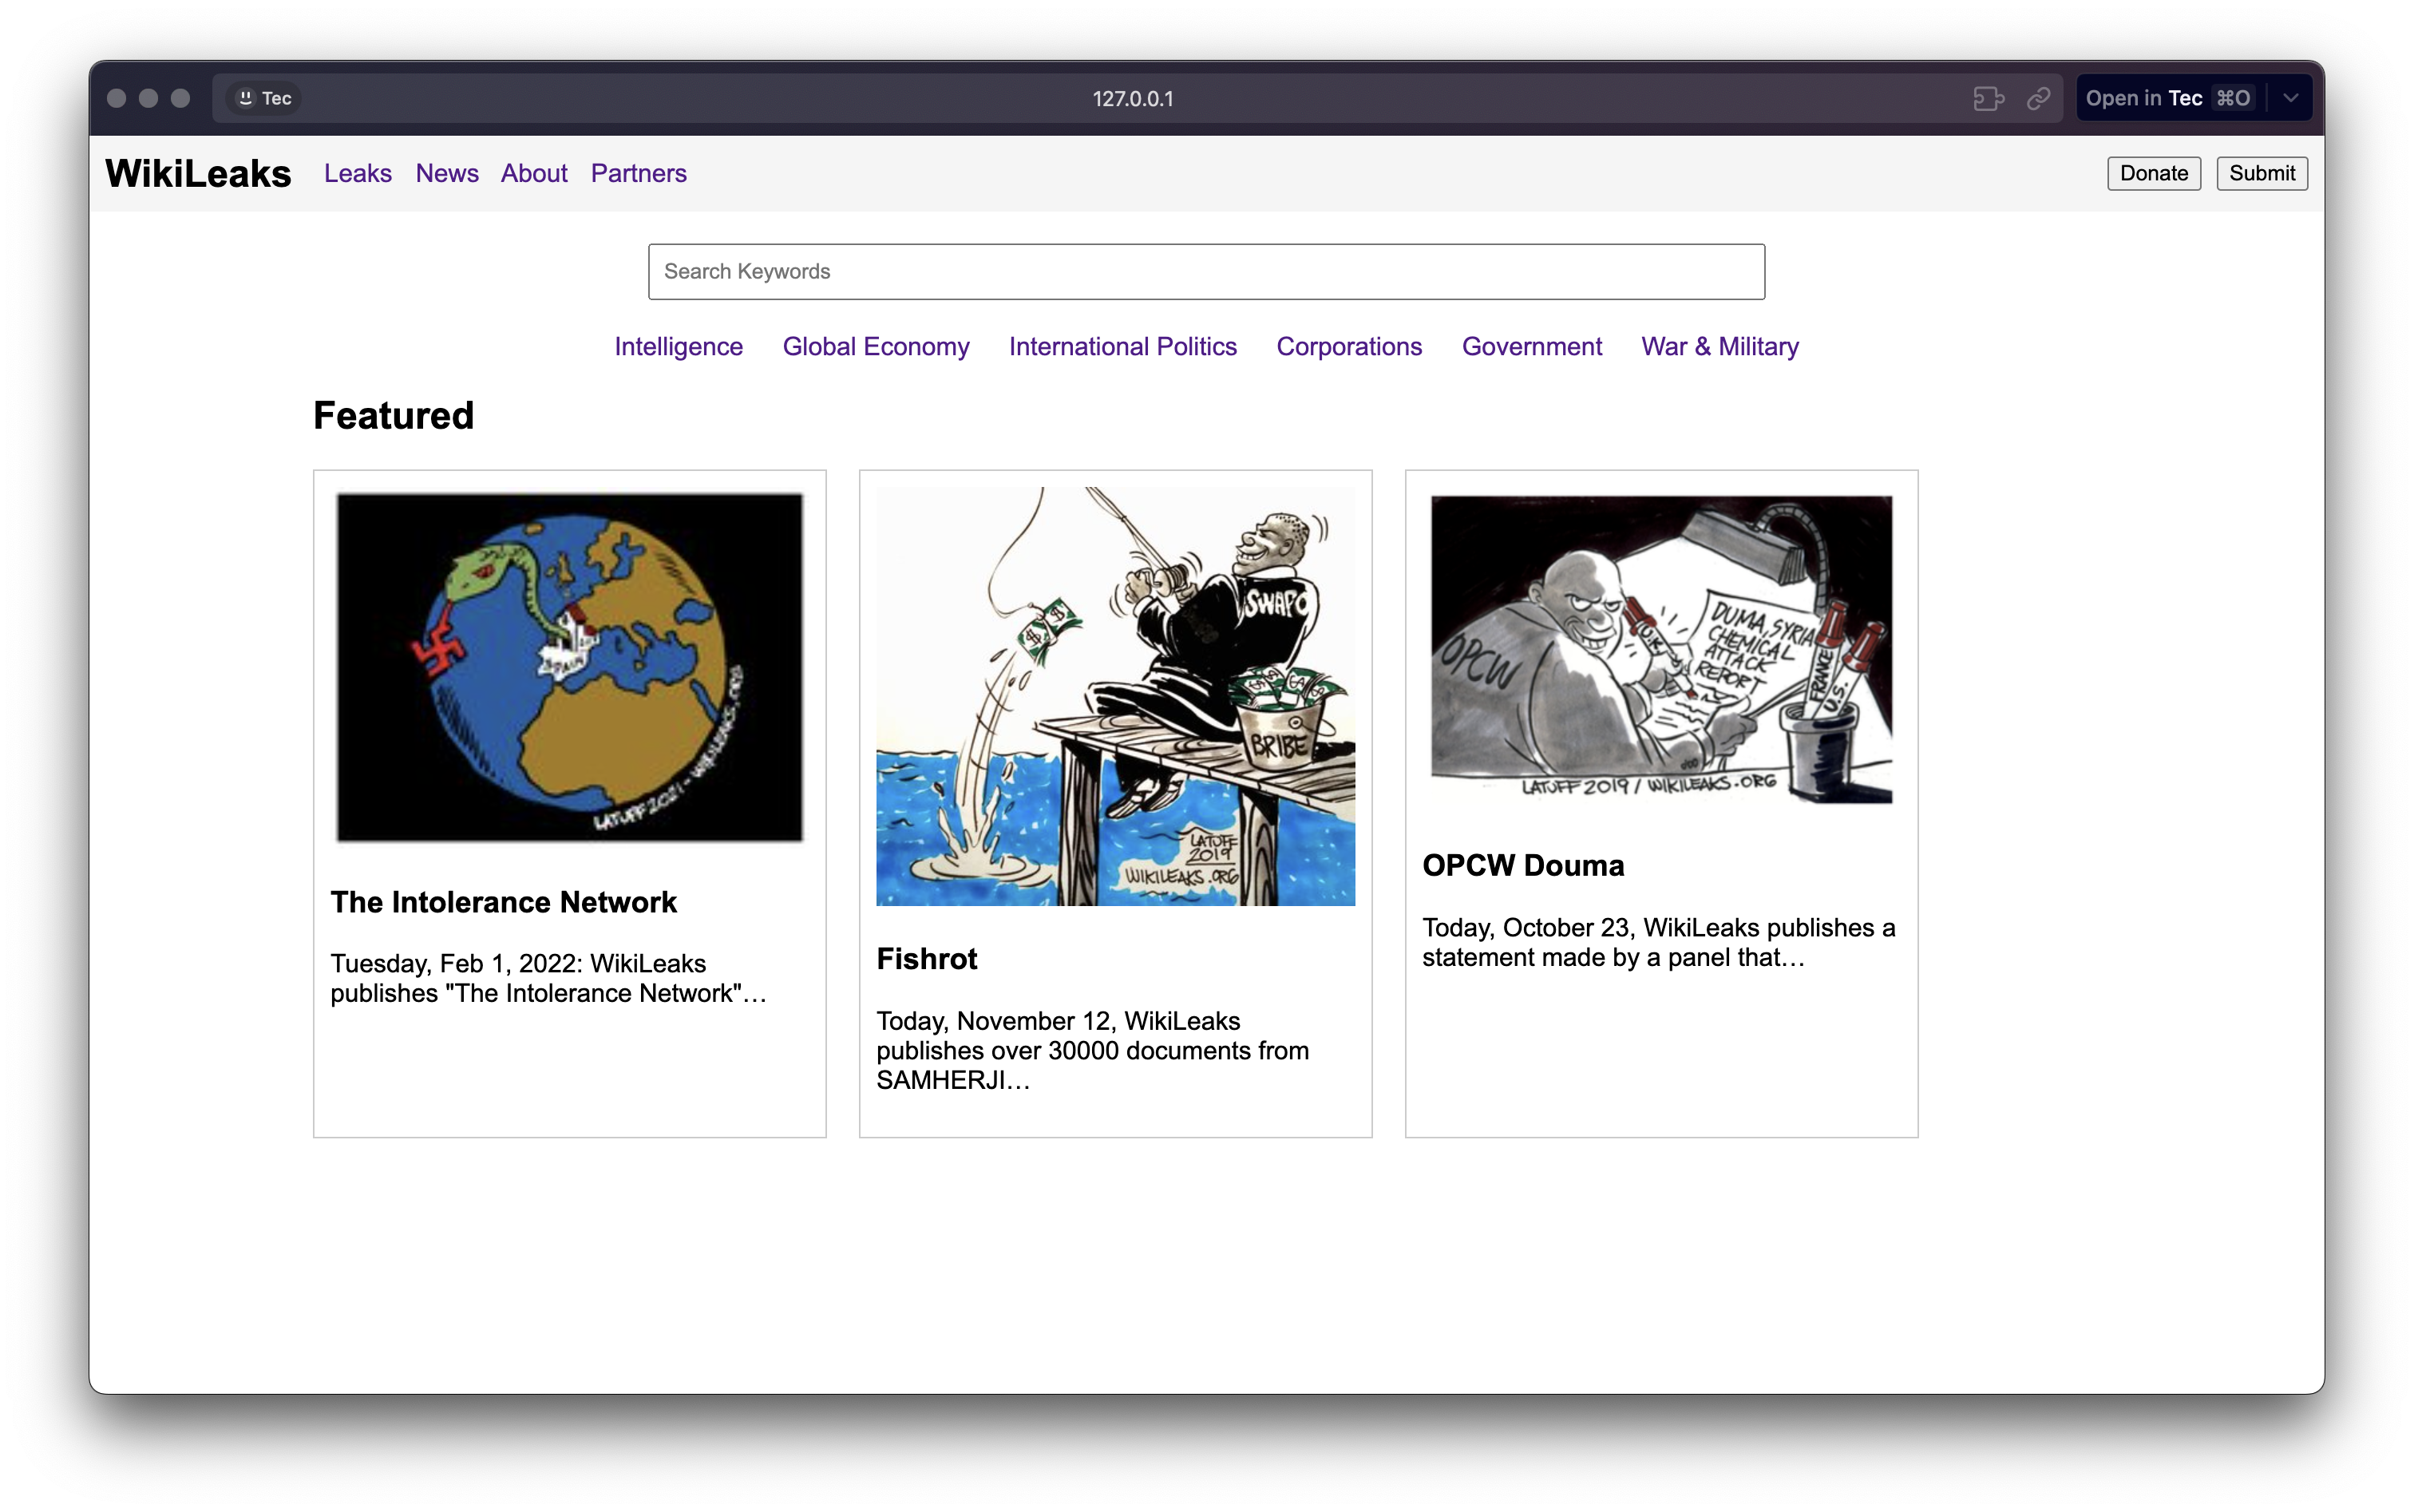 Tec
127.0.0.1
Open in Tec ⌘O
WikiLeaks Leaks News About Partners
Donate Submit
Search Keywords
Intelligence Global Economy International Politics Corporations Government War & Military
Featured
SPAIN
LATUFF 2021 - WIKILEAKS.ORG
The Intolerance Network
Tuesday, Feb 1, 2022: WikiLeaks
publishes "The Intolerance Network"…
SWAPO
$ $
BRIBE
LATUFF
2019
WIKILEAKS.ORG
Fishrot
Today, November 12, WikiLeaks
publishes over 30000 documents from
SAMHERJI…
OPCW
U.K.
DUMA, SYRIA
CHEMICAL
ATTACK
REPORT
FRANCE
U.S.
LATUFF 2019 / WIKILEAKS.ORG
OPCW Douma
Today, October 23, WikiLeaks publishes a
statement made by a panel that…